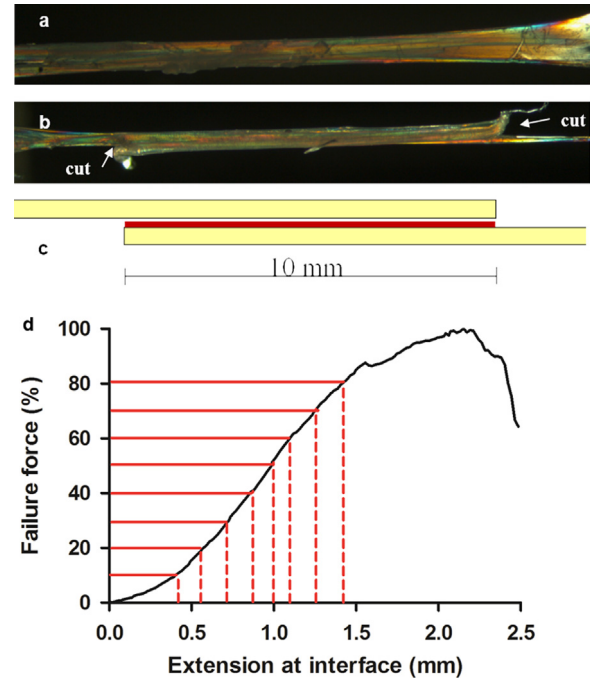 a
b
cut
cut
c
10 mm
d
100
80
60
40
20
0
Failure force (%)
0.0 0.5 1.0 1.5 2.0 2.5
Extension at interface (mm)